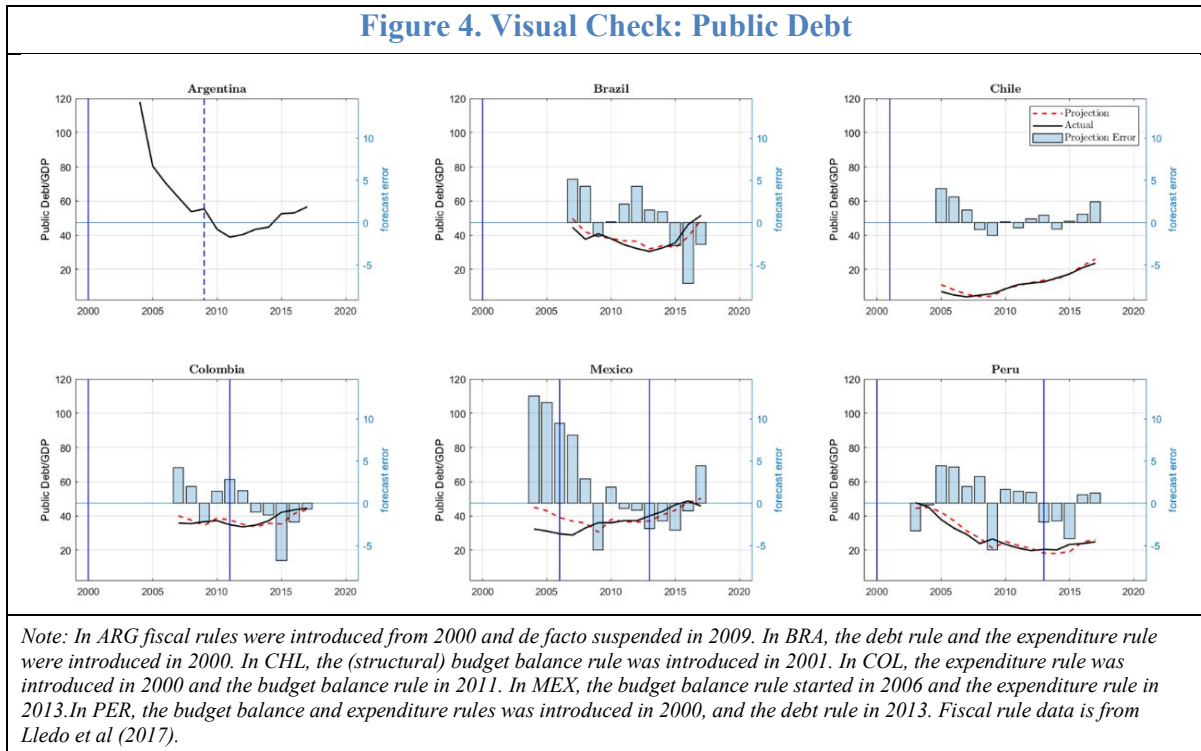 Figure 4. Visual Check: Public Debt
Argentina
Brazil
Chile
120
100
80
60
40
20
Public Debt/GDP
10
5
0
-5
forecast error
2000 2005 2010 2015 2020
120
100
80
60
40
20
Public Debt/GDP
10
5
0
-5
forecast error
2000 2005 2010 2015 2020
120
100
80
60
40
20
Public Debt/GDP
Projection
Actual
Projection Error
10
5
0
-5
forecast error
2000 2005 2010 2015 2020
Colombia
Mexico
Peru
120
100
80
60
40
20
Public Debt/GDP
10
5
0
-5
forecast error
2000 2005 2010 2015 2020
120
100
80
60
40
20
Public Debt/GDP
10
5
0
-5
forecast error
2000 2005 2010 2015 2020
120
100
80
60
40
20
Public Debt/GDP
10
5
0
-5
forecast error
2000 2005 2010 2015 2020
Note: In ARG fiscal rules were introduced from 2000 and de facto suspended in 2009. In BRA, the debt rule and the expenditure rule
were introduced in 2000. In CHL, the (structural) budget balance rule was introduced in 2001. In COL, the expenditure rule was
introduced in 2000 and the budget balance rule in 2011. In MEX, the budget balance rule started in 2006 and the expenditure rule in
2013.In PER, the budget balance and expenditure rules was introduced in 2000, and the debt rule in 2013. Fiscal rule data is from
Lledo et al (2017).